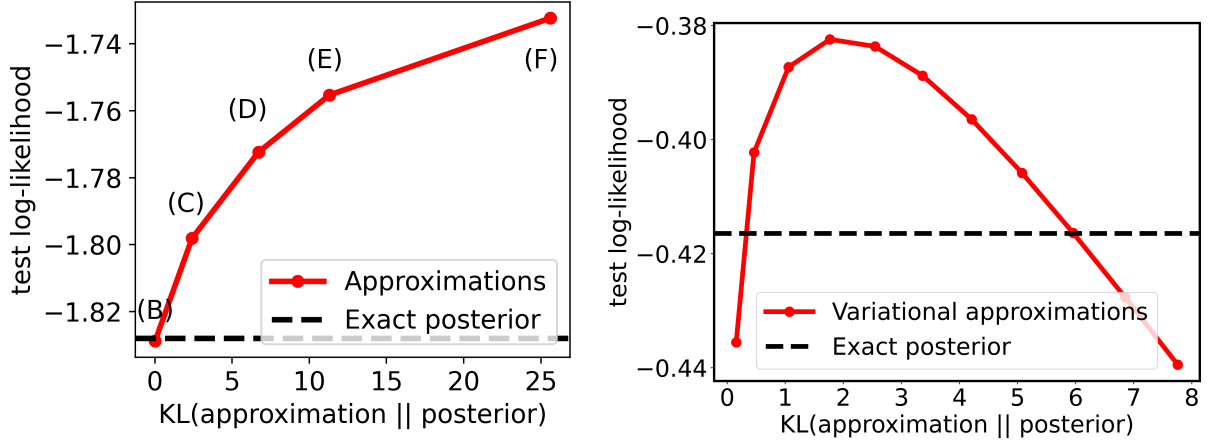 test log-likelihood
−1.74
−1.76
−1.78
−1.80
−1.82
(B)
(C)
(D)
(E)
(F)
Approximations
Exact posterior
0 5 10 15 20 25
KL(approximation || posterior)
test log-likelihood
−0.38
−0.40
−0.42
−0.44
Variational approximations
Exact posterior
0 1 2 3 4 5 6 7 8
KL(approximation || posterior)